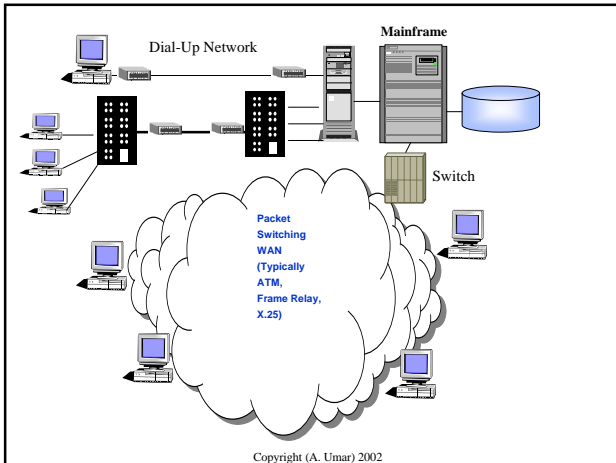 Dial-Up Network
Mainframe
Switch
Packet
Switching
WAN
(Typically
ATM,
Frame Relay,
X.25)
Copyright (A. Umar) 2002